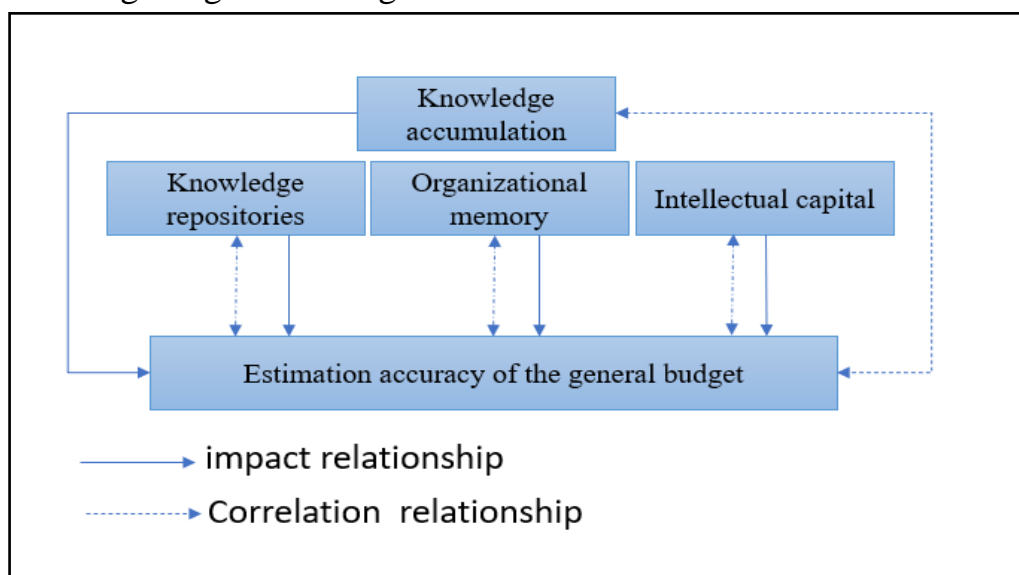 Knowledge
accumulation
Knowledge
repositories
Organizational
memory
Intellectual capital
Estimation accuracy of the general budget
impact relationship
Correlation relationship